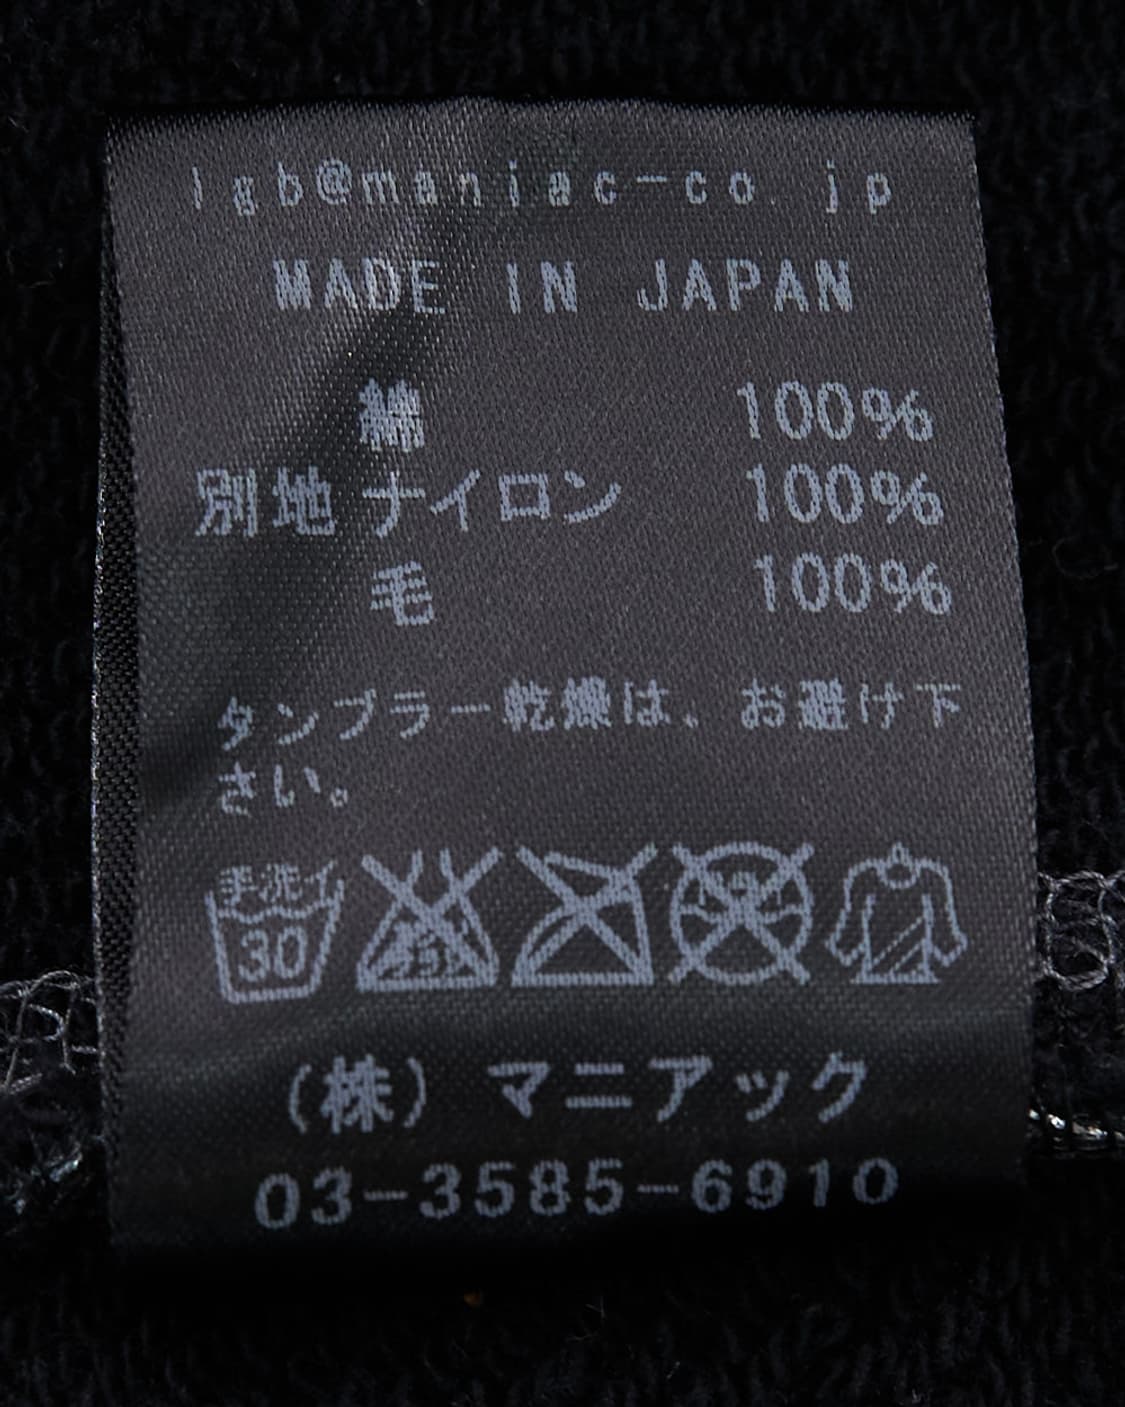 lgb@maniac-co.jp
MADE IN JAPAN
綿 100%
別地 ナイロン 100%
毛 100%
タンブラー乾燥は、お避け下
さい。
手洗イ
30
(株) マニアック
03-3585-6910